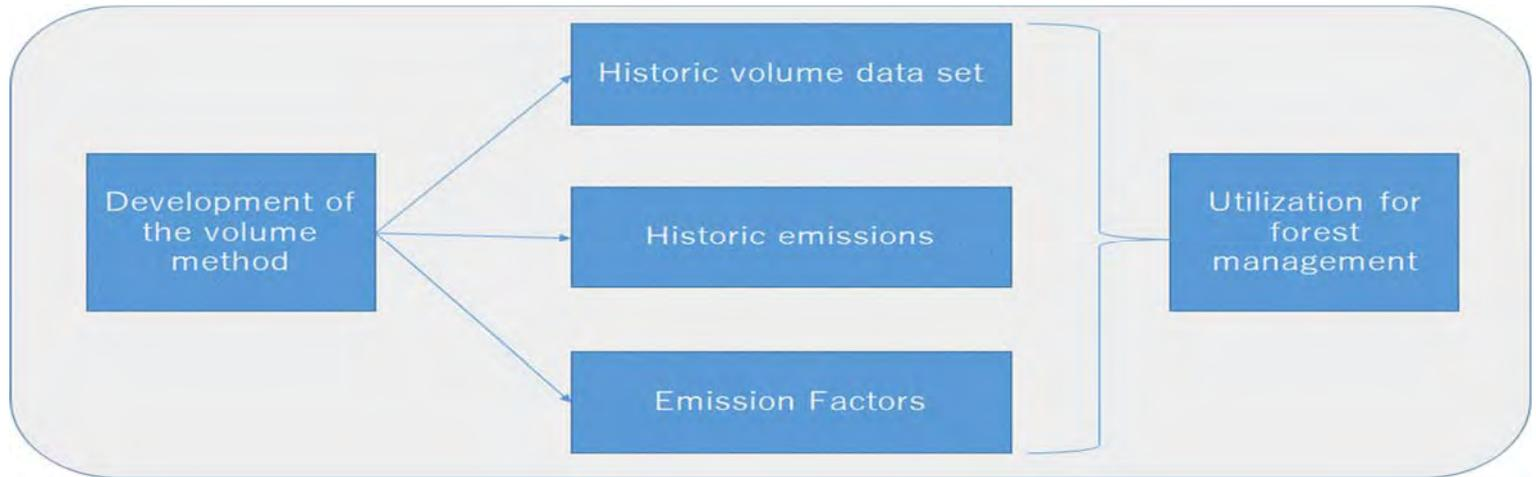 Development of
the volume
method
Historic volume data set
Historic emissions
Emission Factors
Utilization for
forest
management